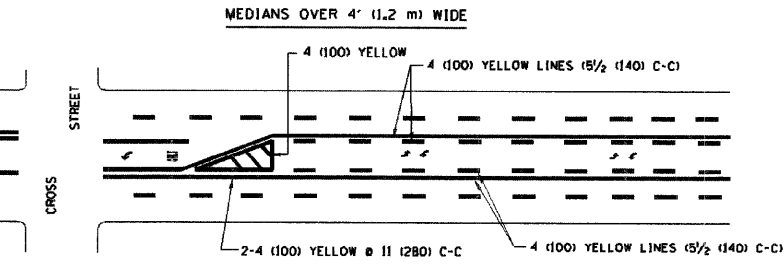 MEDIANS OVER 4' (1.2 m) WIDE
4 (100) YELLOW
4 (100) YELLOW LINES (5½ (140) C-C)
STREET
CROSS
2-4 (100) YELLOW @ 11 (280) C-C
4 (100) YELLOW LINES (5½ (140) C-C)